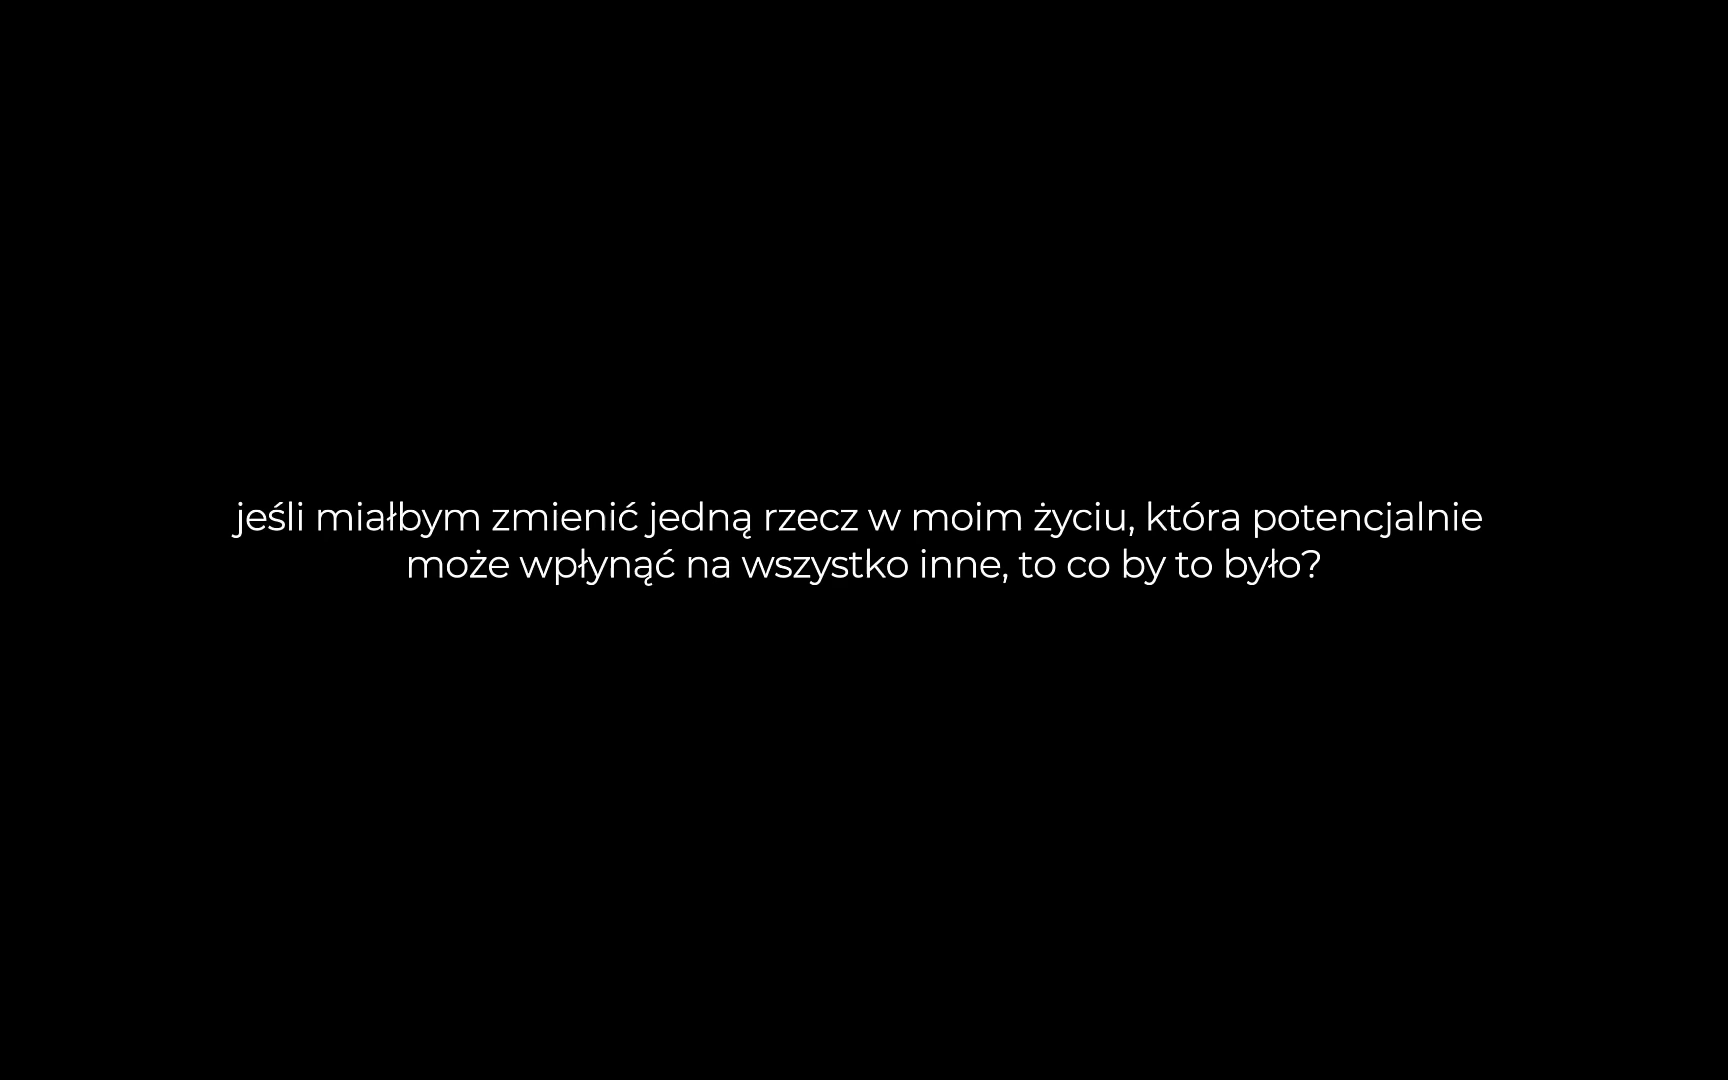 jeśli miałbym zmienić jedną rzecz w moim życiu, która potencjalnie
może wpłynąć na wszystko inne, to co by to było?